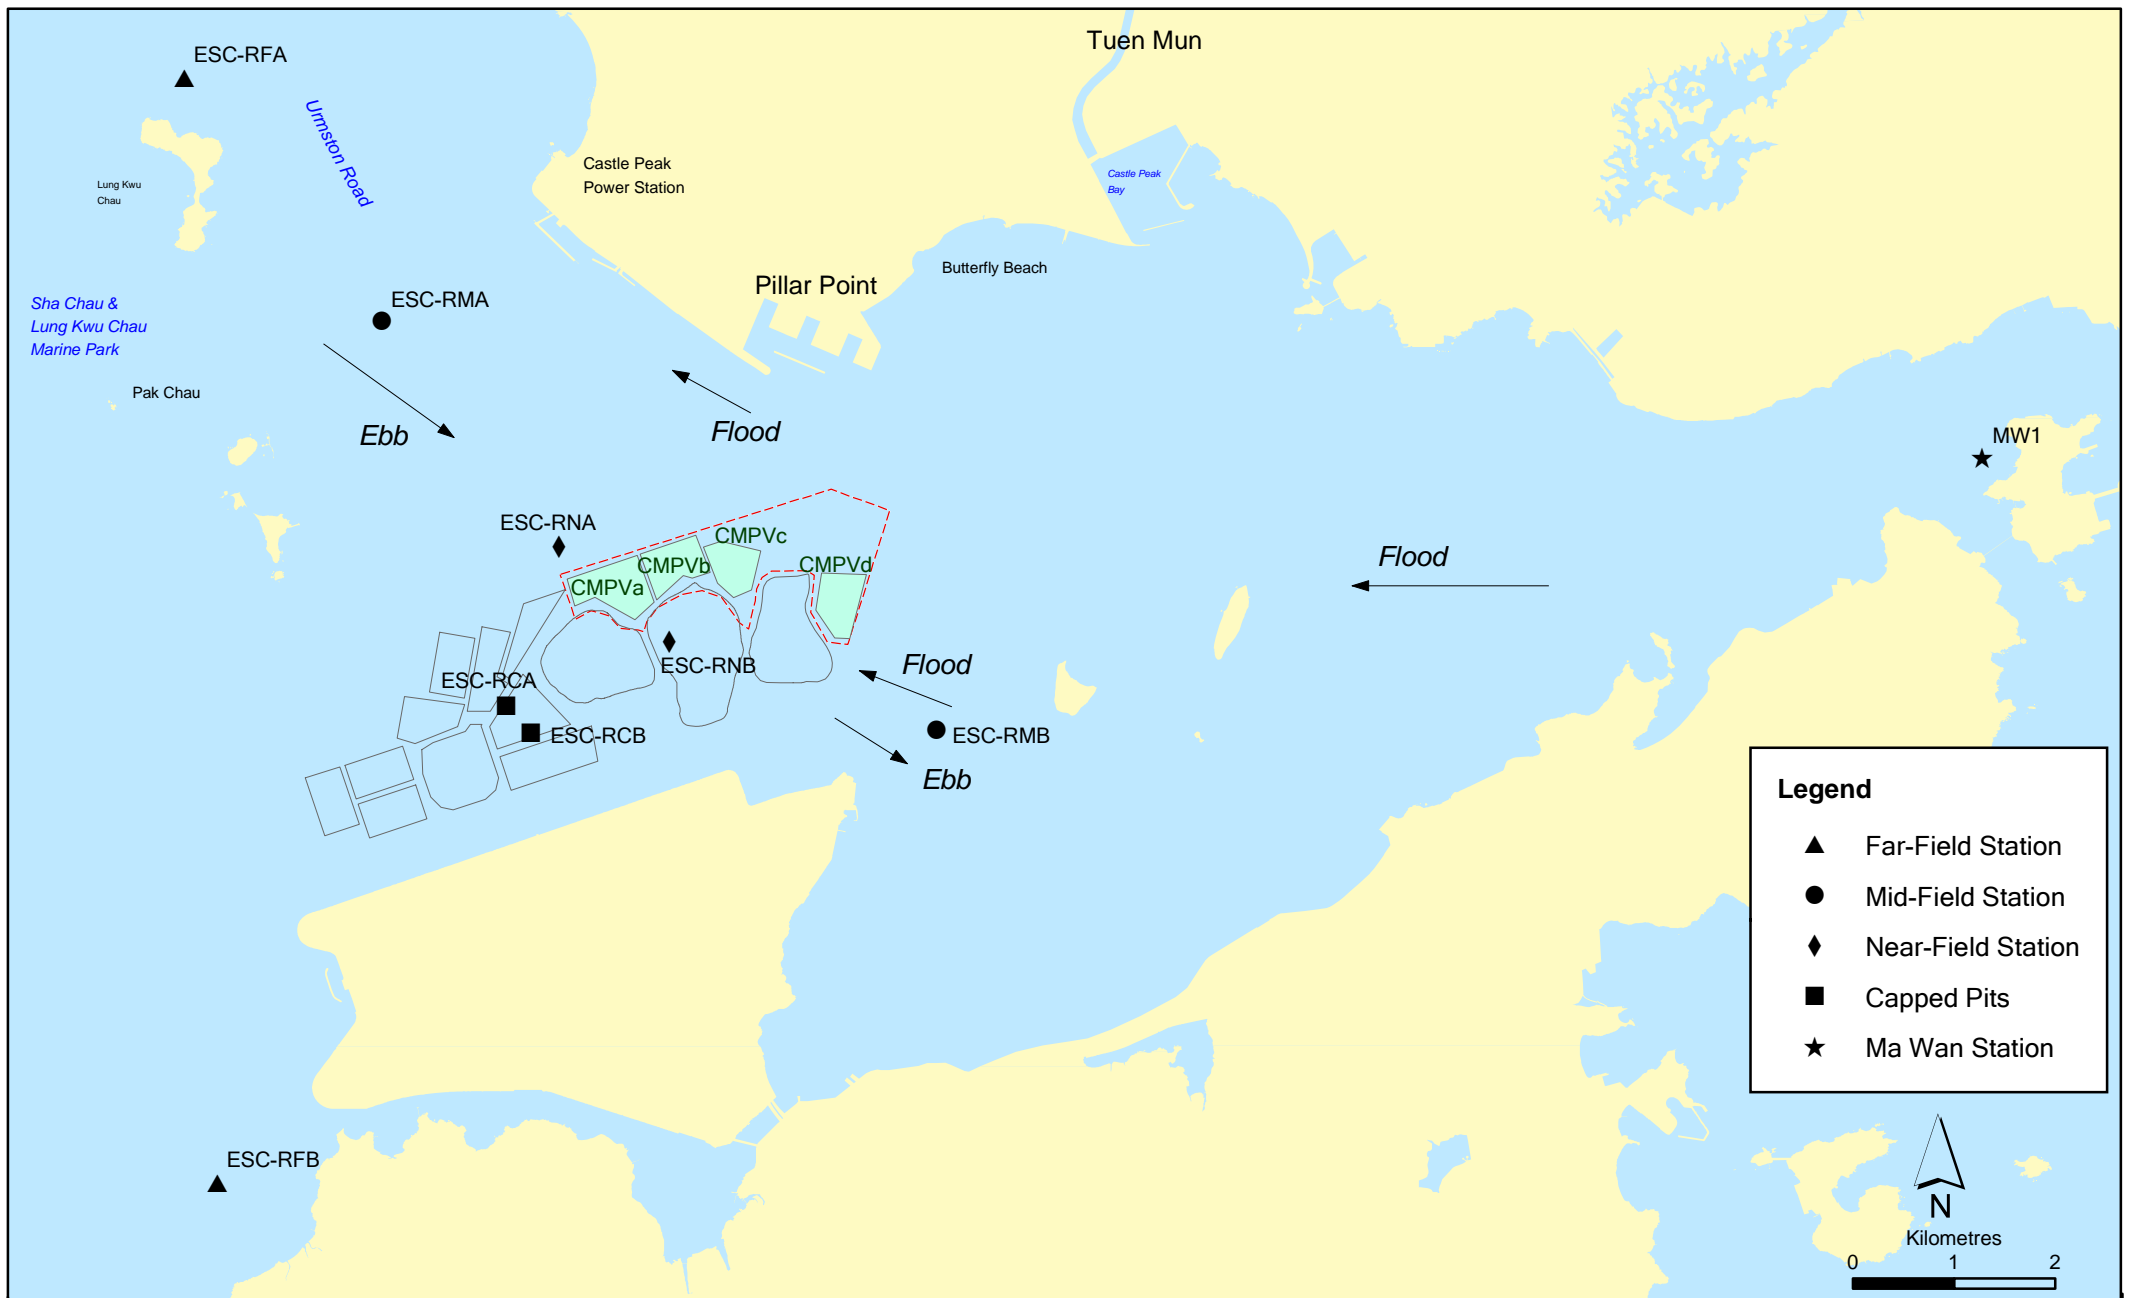 Tuen Mun
ESC-RFA
Urmston Road
Castle Peak
Power Station
Castle Peak
Bay
Lung Kwu
Chau
Butterfly Beach
Pillar Point
ESC-RMA
Sha Chau &
Lung Kwu Chau
Marine Park
Pak Chau
Ebb
Flood
MW1
ESC-RNA
CMPVc
CMPVb
CMPVd
CMPVa
Flood
ESC-RNB
Flood
ESC-RCA
ESC-RCB
ESC-RMB
Ebb
Legend
Far-Field Station
Mid-Field Station
Near-Field Station
Capped Pits
Ma Wan Station
ESC-RFB
N
Kilometres
0 1 2